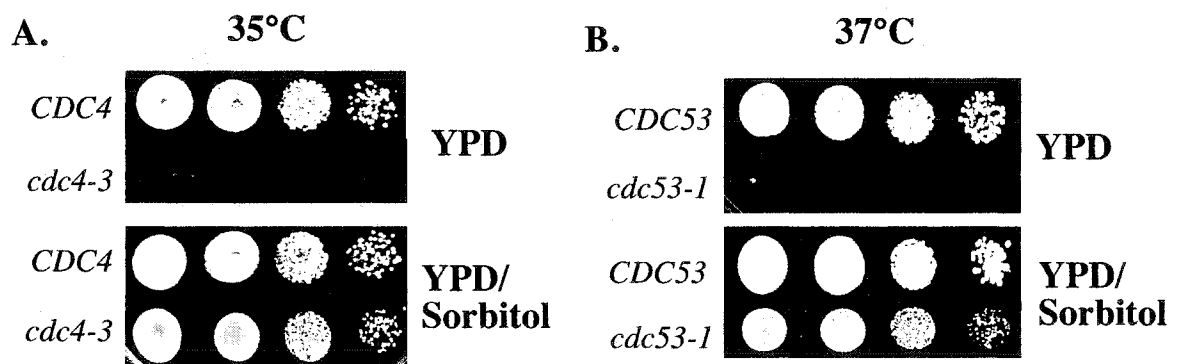 A.
35°C
CDC4
cdc4-3
YPD
CDC4
cdc4-3
YPD/
Sorbitol
B.
37°C
CDC53
cdc53-1
YPD
CDC53
cdc53-1
YPD/
Sorbitol